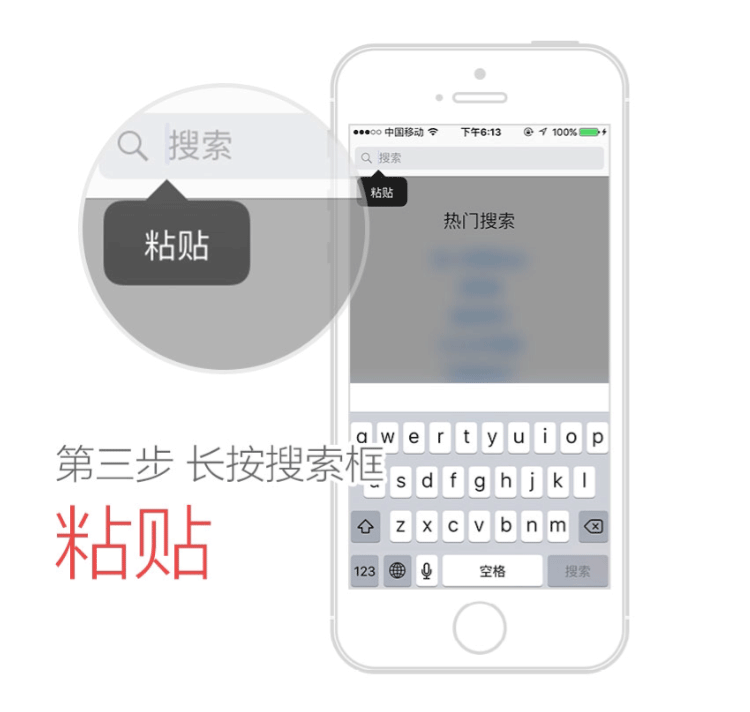 搜索
粘贴
中国移动 下午6:13 100%
搜索
粘贴
热门搜索
第三步 长按搜索框
粘贴
q w e r t y u i o p
a s d f g h j k l
z x c v b n m
123 空格 搜索